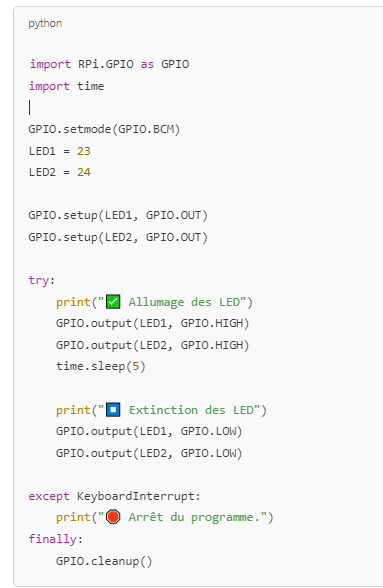 python
import RPi.GPIO as GPIO
import time
GPIO.setmode(GPIO.BCM)
LED1 = 23
LED2 = 24
GPIO.setup(LED1, GPIO.OUT)
GPIO.setup(LED2, GPIO.OUT)
try:
    print("✅ Allumage des LED")
    GPIO.output(LED1, GPIO.HIGH)
    GPIO.output(LED2, GPIO.HIGH)
    time.sleep(5)
    print("⏹️ Extinction des LED")
    GPIO.output(LED1, GPIO.LOW)
    GPIO.output(LED2, GPIO.LOW)
except KeyboardInterrupt:
    print("🛑 Arrêt du programme.")
finally:
    GPIO.cleanup()